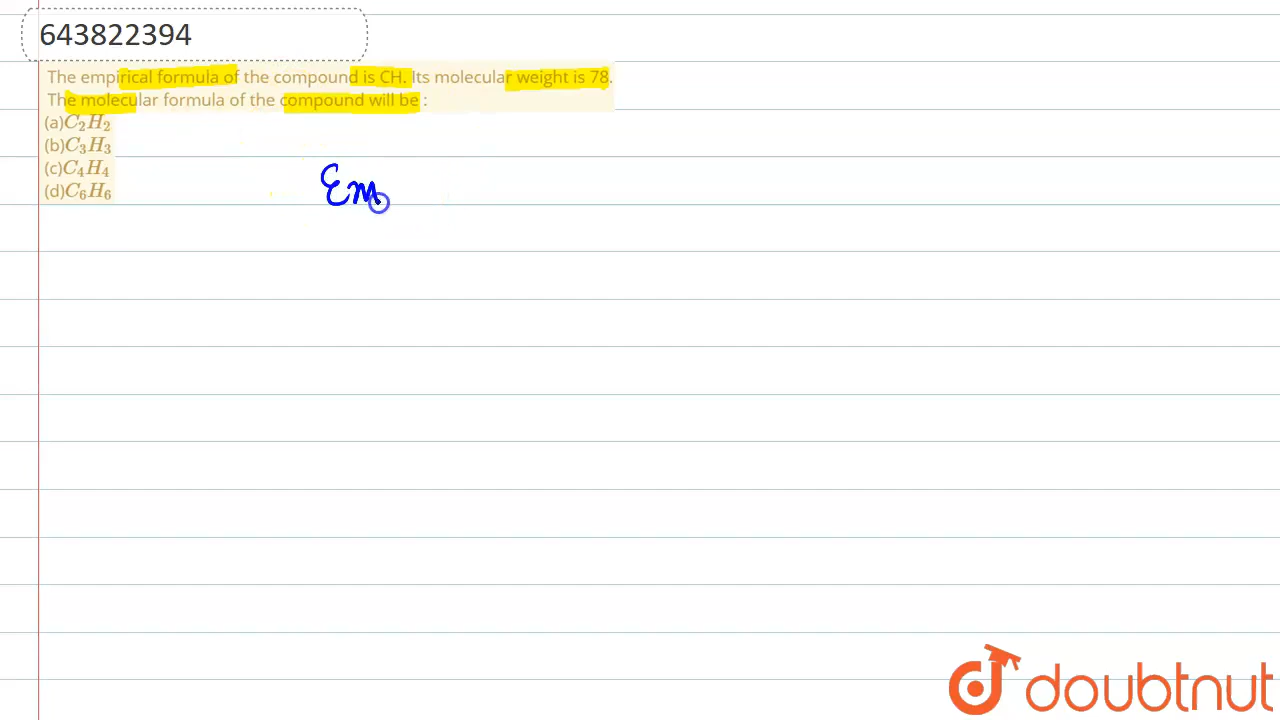 643822394
The empirical formula of the compound is CH. Its molecular weight is 78.
The molecular formula of the compound will be :
(a)C₂H₂
(b)C₃H₃
(c)C₄H₄
(d)C₆H₆
Em
doubtnut